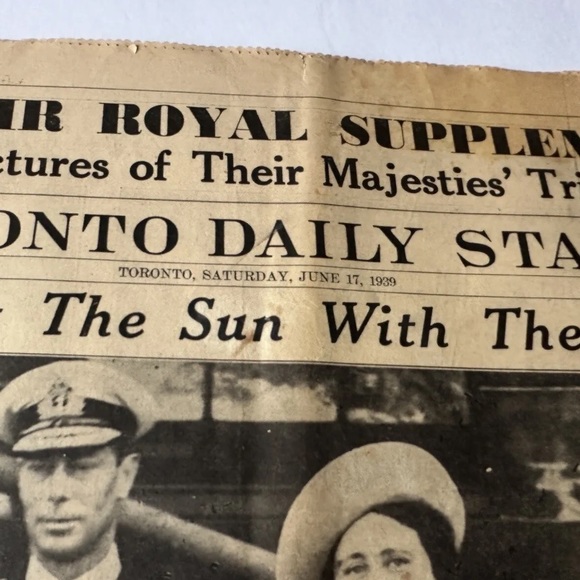 IR ROYAL SUPPLEM
ctures of Their Majesties' Tri
ONTO DAILY STA
TORONTO, SATURDAY, JUNE 17, 1939
The Sun With The